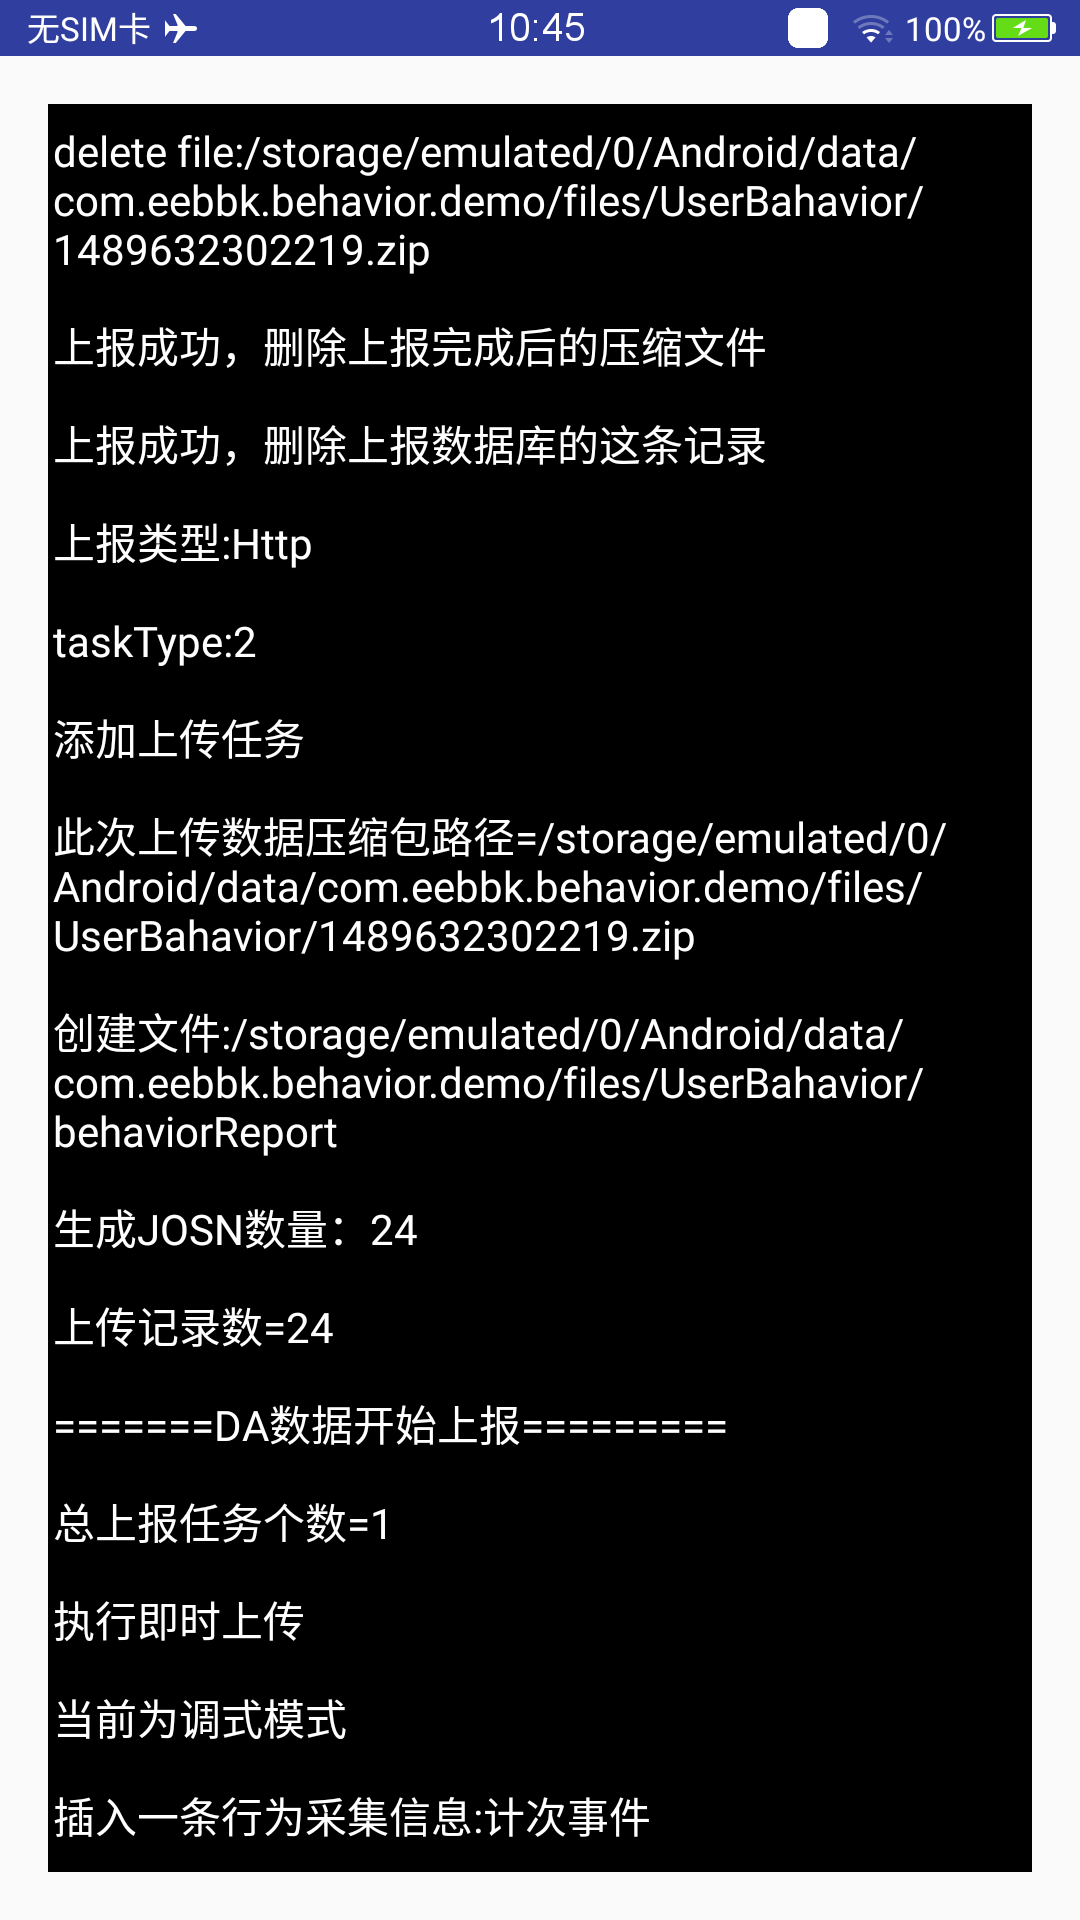 无SIM卡 10:45 100%
delete file:/storage/emulated/0/Android/data/
com.eebbk.behavior.demo/files/UserBahavior/
1489632302219.zip
上报成功，删除上报完成后的压缩文件
上报成功，删除上报数据库的这条记录
上报类型:Http
taskType:2
添加上传任务
此次上传数据压缩包路径=/storage/emulated/0/
Android/data/com.eebbk.behavior.demo/files/
UserBahavior/1489632302219.zip
创建文件:/storage/emulated/0/Android/data/
com.eebbk.behavior.demo/files/UserBahavior/
behaviorReport
生成JOSN数量：24
上传记录数=24
=======DA数据开始上报=========
总上报任务个数=1
执行即时上传
当前为调式模式
插入一条行为采集信息:计次事件